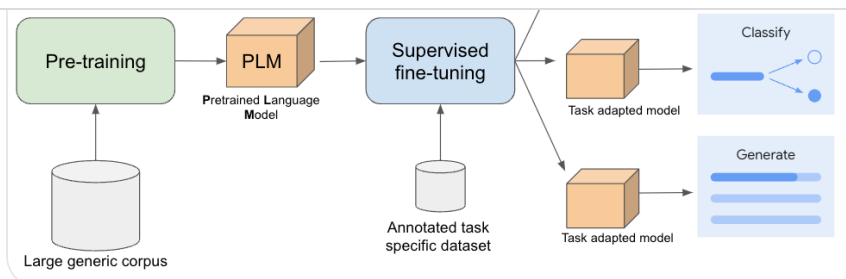 Pre-training
PLM
Pretrained Language
Model
Large generic corpus
Supervised
fine-tuning
Annotated task
specific dataset
Task adapted model
Classify
Task adapted model
Generate